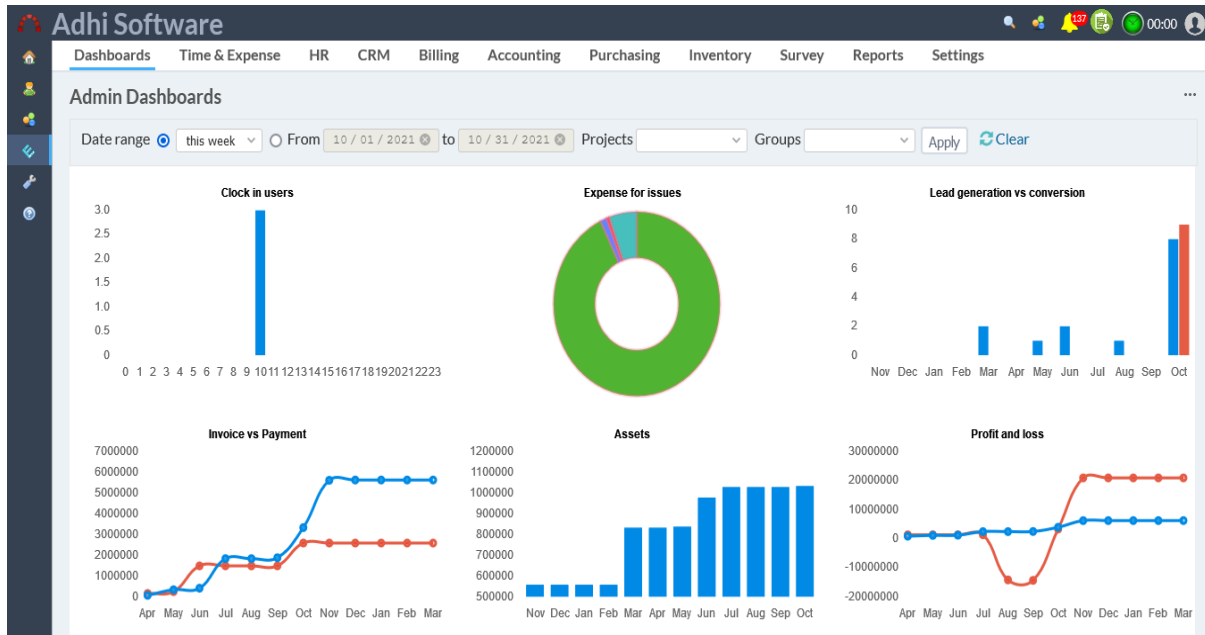 Adhi Software
137
00:00
Dashboards Time & Expense HR CRM Billing Accounting Purchasing Inventory Survey Reports Settings
Admin Dashboards
...
Date range this week From 10 / 01 / 2021 to 10 / 31 / 2021 Projects Groups Apply Clear
Clock in users
3.0
2.5
2.0
1.5
1.0
0.5
0
0 1 2 3 4 5 6 7 8 9 10 11 12 13 14 15 16 17 18 19 20 21 22 23
Expense for issues
Lead generation vs conversion
10
8
6
4
2
0
Nov Dec Jan Feb Mar Apr May Jun Jul Aug Sep Oct
Invoice vs Payment
7000000
6000000
5000000
4000000
3000000
2000000
1000000
0
Apr May Jun Jul Aug Sep Oct Nov Dec Jan Feb Mar
Assets
1200000
1100000
1000000
900000
800000
700000
600000
500000
Nov Dec Jan Feb Mar Apr May Jun Jul Aug Sep Oct
Profit and loss
30000000
20000000
10000000
0
-10000000
-20000000
Apr May Jun Jul Aug Sep Oct Nov Dec Jan Feb Mar